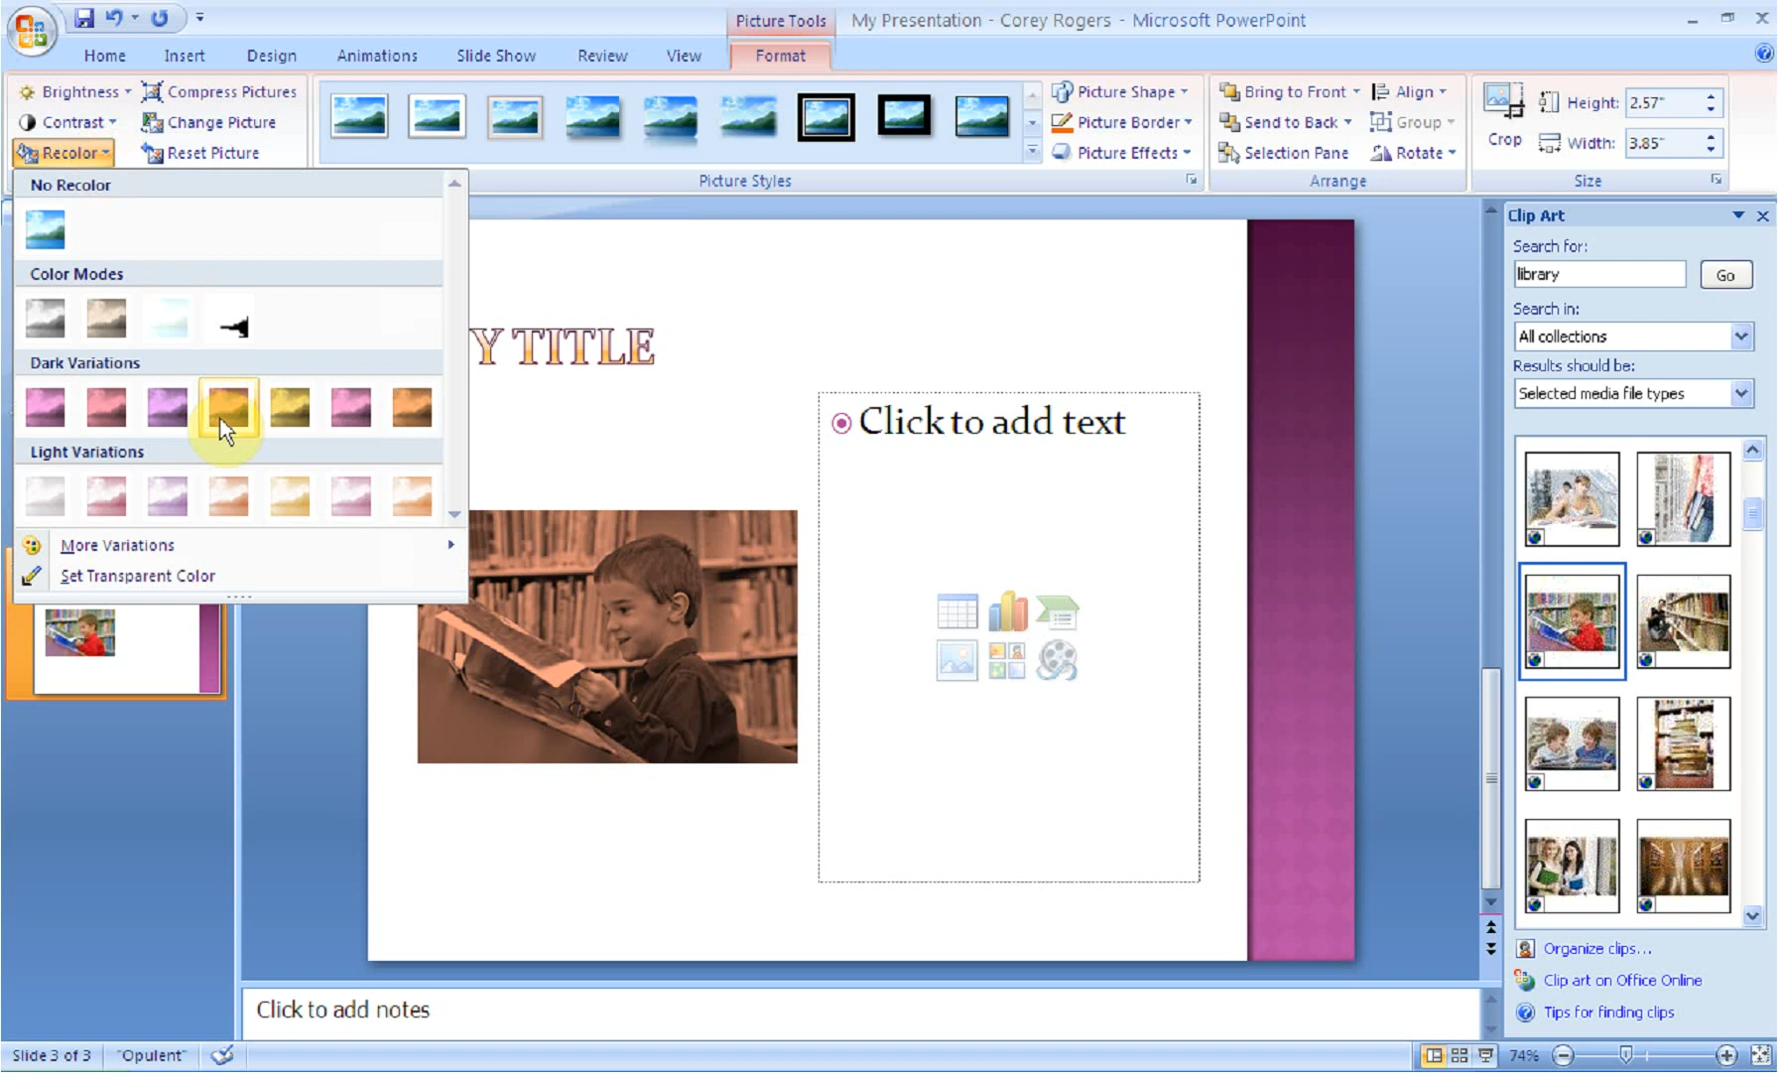 Picture Tools
My Presentation - Corey Rogers - Microsoft PowerPoint
Home Insert Design Animations Slide Show Review View Format
Brightness Compress Pictures
Contrast Change Picture
Recolor Reset Picture
Picture Shape
Picture Border
Picture Effects
Picture Styles
Bring to Front Align
Send to Back Group
Selection Pane Rotate
Arrange
Crop
Height: 2.57"
Width: 3.85"
Size
No Recolor
Color Modes
Dark Variations
Light Variations
More Variations
Set Transparent Color
Y TITLE
Click to add text
Click to add notes
Clip Art
Search for:
library Go
Search in:
All collections
Results should be:
Selected media file types
Organize clips...
Clip art on Office Online
Tips for finding clips
Slide 3 of 3 "Opulent" 74%